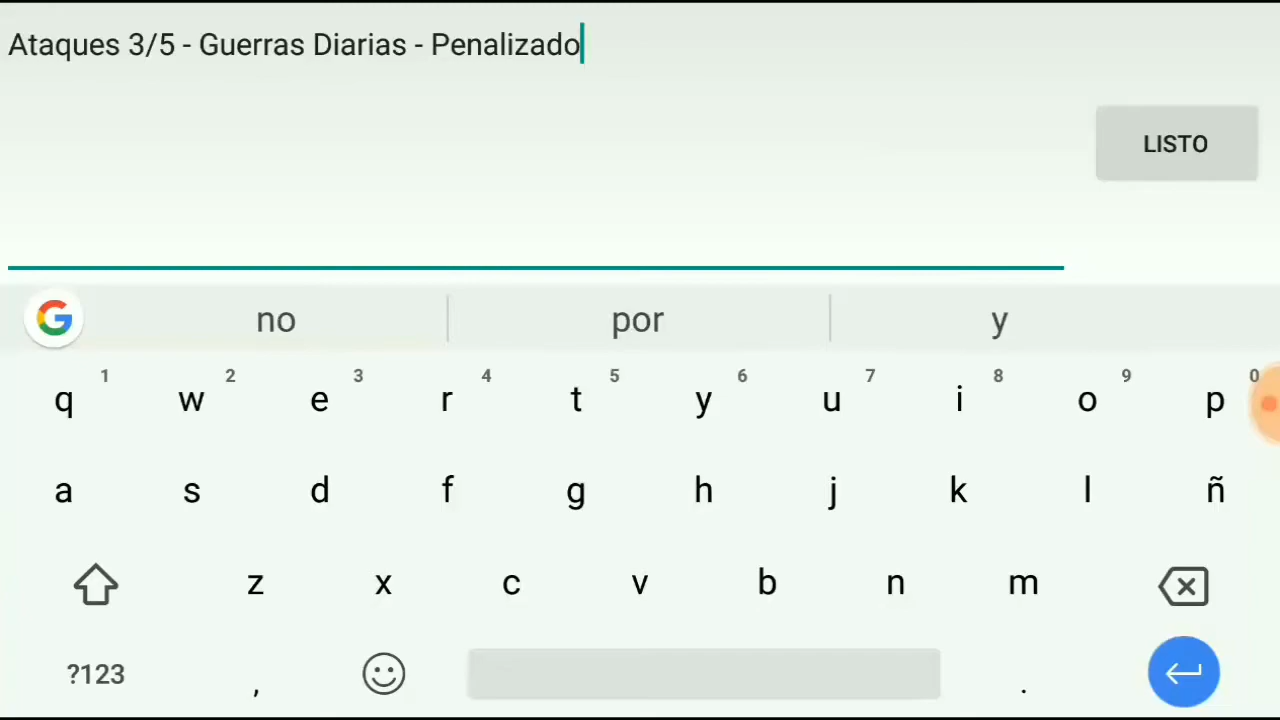 Ataques 3/5 - Guerras Diarias - Penalizado
LISTO
G no por y
1 2 3 4 5 6 7 8 9 0
q w e r t y u i o p
a s d f g h j k l ñ
z x c v b n m
?123 , .